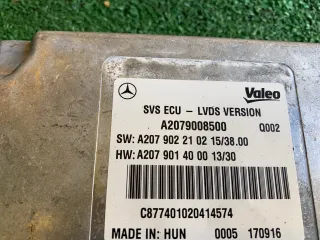 Valeo
SVS ECU - LVDS VERSION
A2079008500 Q002
SW: A207 902 21 02 15/38.00
HW: A207 901 40 00 13/30
C877401020414574
MADE IN: HUN 0005 170916